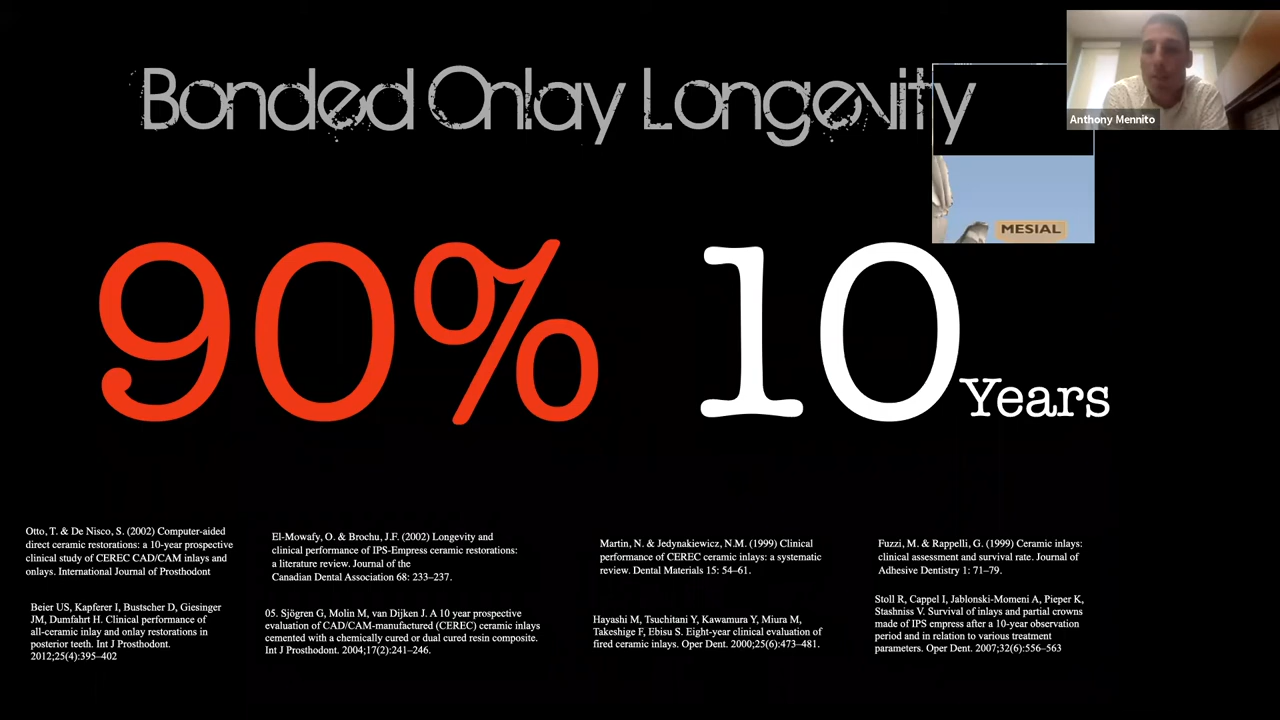 Bonded Onlay Longevity
Anthony Mennito
MESIAL
90%
10 Years
Otto, T. & De Nisco, S. (2002) Computer-aided
direct ceramic restorations: a 10-year prospective
clinical study of CEREC CAD/CAM inlays and
onlays. International Journal of Prosthodont
El-Mowafy, O. & Brochu, J.F. (2002) Longevity and
clinical performance of IPS-Empress ceramic restorations:
a literature review. Journal of the
Canadian Dental Association 68: 233–237.
Martin, N. & Jedynakiewicz, N.M. (1999) Clinical
performance of CEREC ceramic inlays: a systematic
review. Dental Materials 15: 54–61.
Fuzzi, M. & Rappelli, G. (1999) Ceramic inlays:
clinical assessment and survival rate. Journal of
Adhesive Dentistry 1: 71–79.
Beier US, Kapferer I, Bustscher D, Giesinger
JM, Dumfahrt H. Clinical performance of
all-ceramic inlay and onlay restorations in
posterior teeth. Int J Prosthodont.
2012;25(4):395–402
05. Sjögren G, Molin M, van Dijken J. A 10 year prospective
evaluation of CAD/CAM-manufactured (CEREC) ceramic inlays
cemented with a chemically cured or dual cured resin composite.
Int J Prosthodont. 2004;17(2):241–246.
Hayashi M, Tsuchitani Y, Kawamura Y, Miura M,
Takeshige F, Ebisu S. Eight-year clinical evaluation of
fired ceramic inlays. Oper Dent. 2000;25(6):473–481.
Stoll R, Cappel I, Jablonski-Momeni A, Pieper K,
Stashniss V. Survival of inlays and partial crowns
made of IPS empress after a 10-year observation
period and in relation to various treatment
parameters. Oper Dent. 2007;32(6):556–563